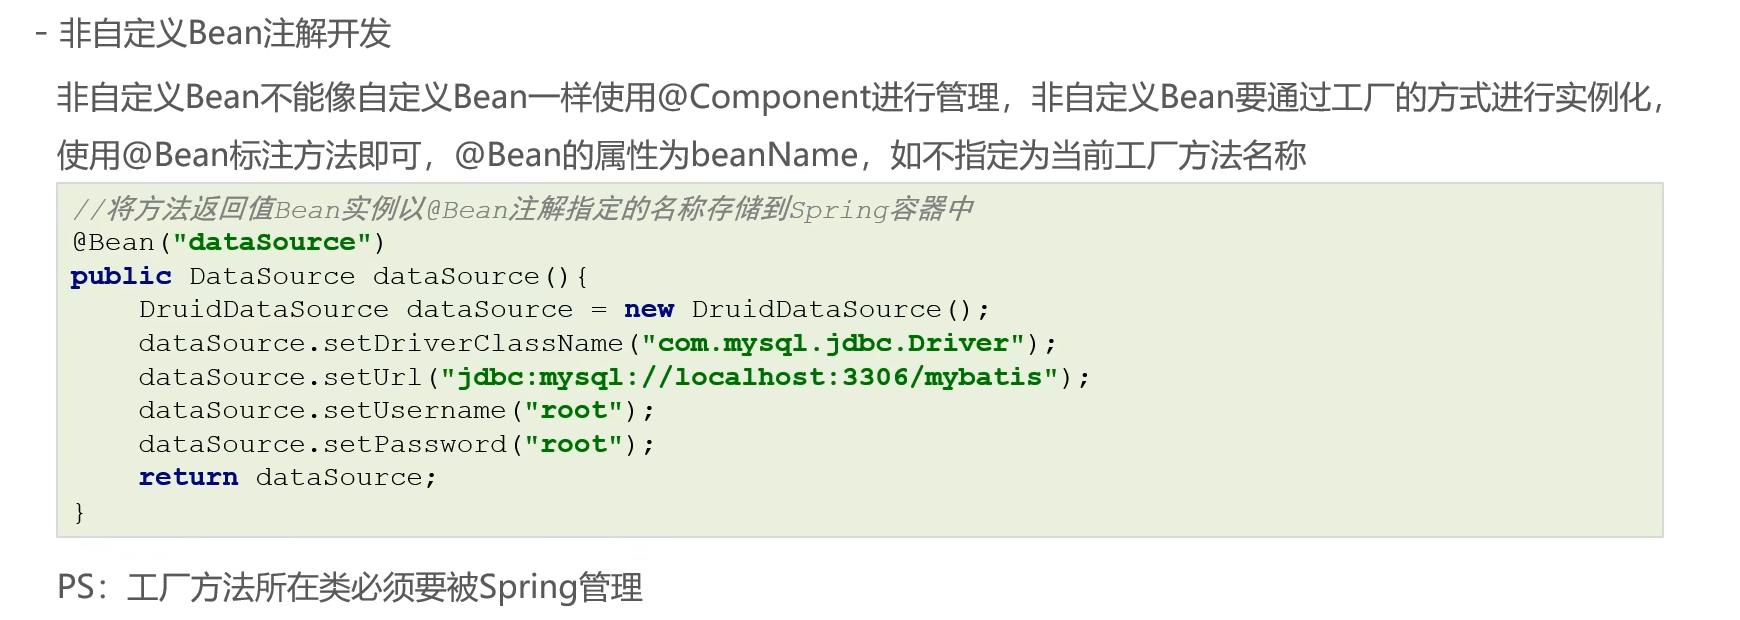 - 非自定义Bean注解开发
非自定义Bean不能像自定义Bean一样使用@Component进行管理，非自定义Bean要通过工厂的方式进行实例化，
使用@Bean标注方法即可，@Bean的属性为beanName，如不指定为当前工厂方法名称
//将方法返回值Bean实例以@Bean注解指定的名称存储到Spring容器中
@Bean("dataSource")
public DataSource dataSource(){
    DruidDataSource dataSource = new DruidDataSource();
    dataSource.setDriverClassName("com.mysql.jdbc.Driver");
    dataSource.setUrl("jdbc:mysql://localhost:3306/mybatis");
    dataSource.setUsername("root");
    dataSource.setPassword("root");
    return dataSource;
}
PS：工厂方法所在类必须要被Spring管理